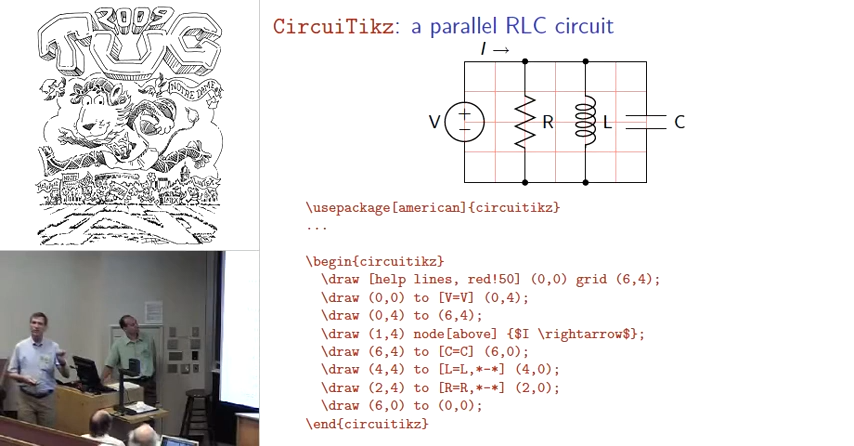 2009
TUG
NOTRE DAME
CircuiTikz: a parallel RLC circuit
I →
V
R
L
C
\usepackage[american]{circuitikz}
...
\begin{circuitikz}
\draw [help lines, red!50] (0,0) grid (6,4);
\draw (0,0) to [V=V] (0,4);
\draw (0,4) to (6,4);
\draw (1,4) node[above] {$I \rightarrow$};
\draw (6,4) to [C=C] (6,0);
\draw (4,4) to [L=L,*-*] (4,0);
\draw (2,4) to [R=R,*-*] (2,0);
\draw (6,0) to (0,0);
\end{circuitikz}